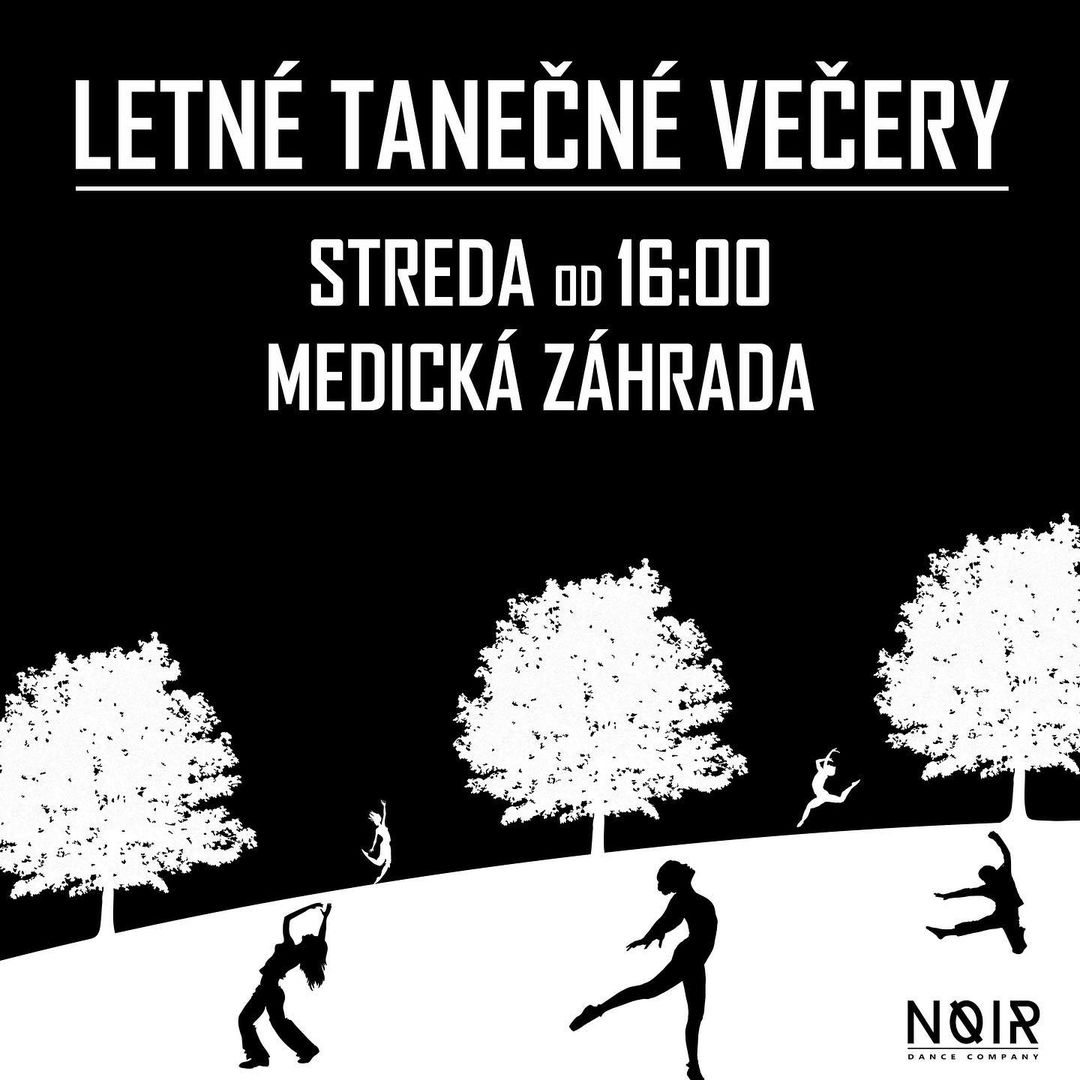 LETNÉ TANEČNÉ VEČERY
STREDA OD 16:00
MEDICKÁ ZÁHRADA
NOIR
DANCE COMPANY